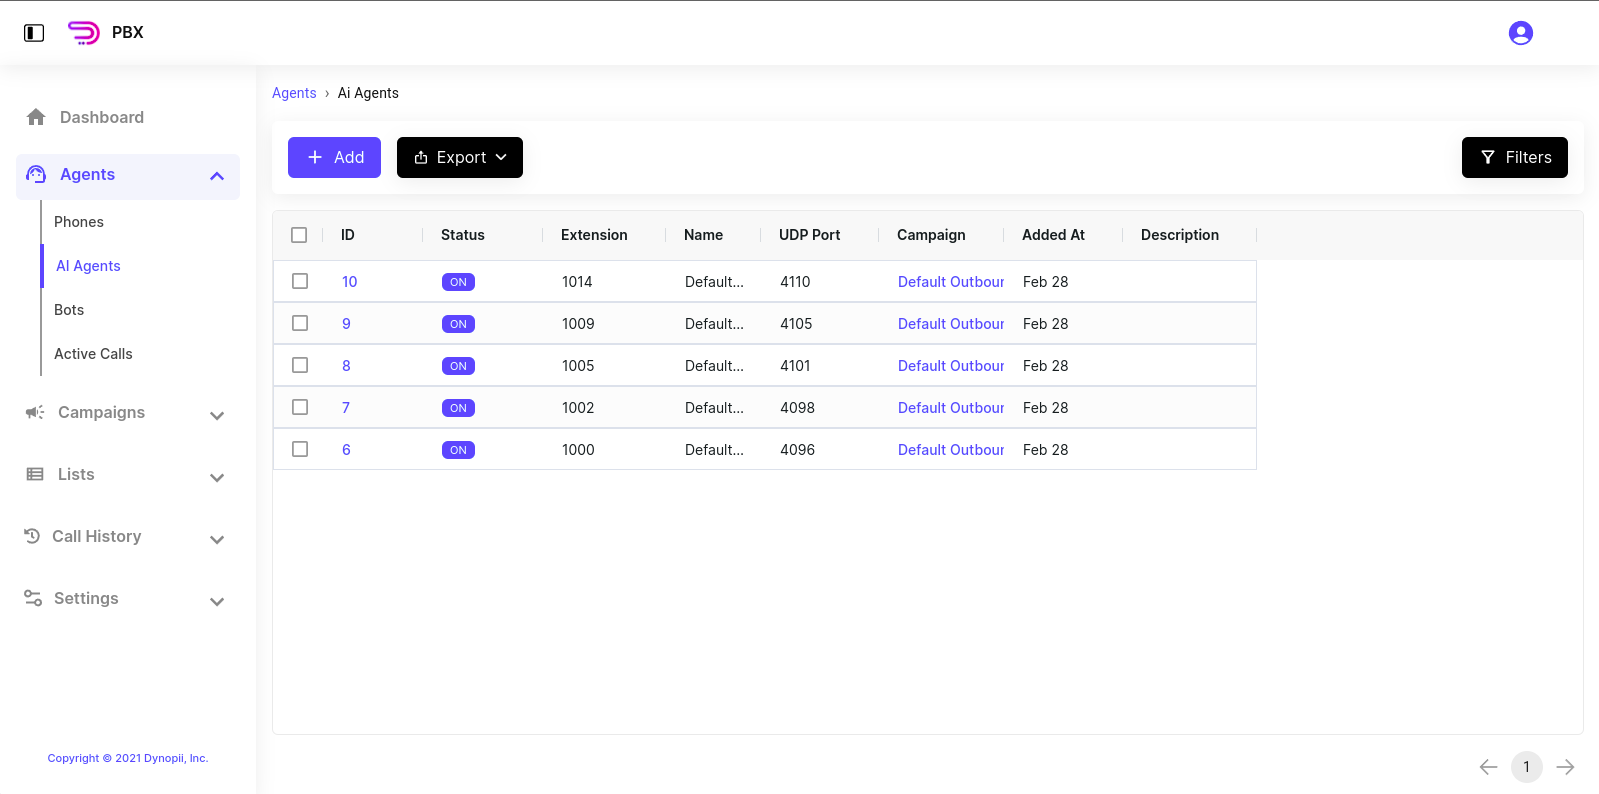 PBX
Agents › Ai Agents
Dashboard
Agents
Phones
AI Agents
Bots
Active Calls
Campaigns
Lists
Call History
Settings
Copyright © 2021 Dynopii, Inc.
Add Export Filters
ID Status Extension Name UDP Port Campaign Added At Description
10 ON 1014 Default... 4110 Default Outbour Feb 28
9 ON 1009 Default... 4105 Default Outbour Feb 28
8 ON 1005 Default... 4101 Default Outbour Feb 28
7 ON 1002 Default... 4098 Default Outbour Feb 28
6 ON 1000 Default... 4096 Default Outbour Feb 28
1